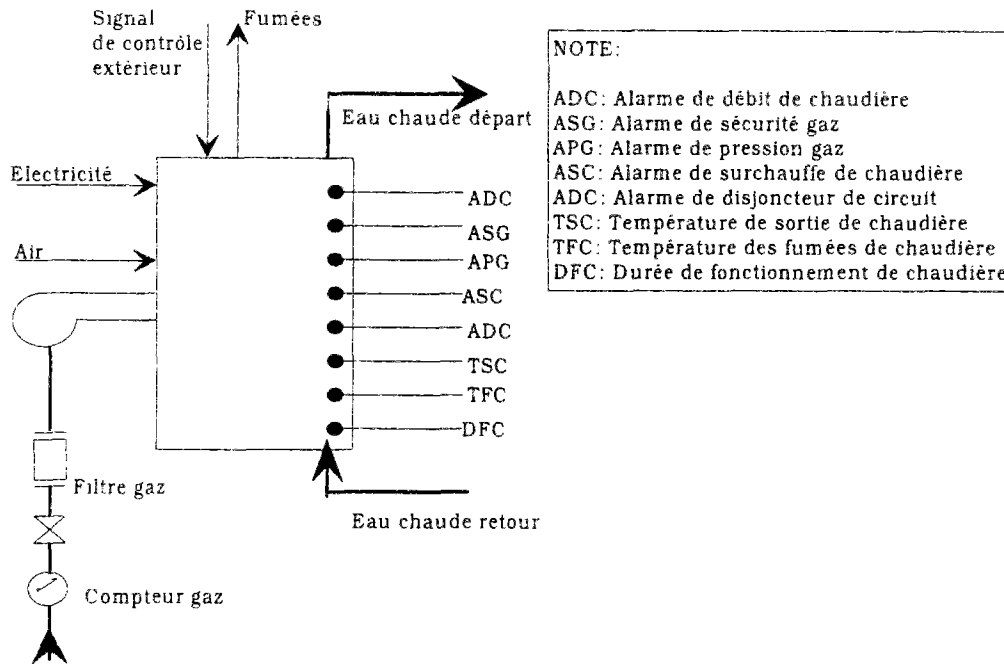 Signal
de contrôle
extérieur
Fumées
Eau chaude départ
Electricité
Air
ADC
ASG
APG
ASC
ADC
TSC
TFC
DFC
Filtre gaz
Eau chaude retour
Compteur gaz
NOTE:
ADC: Alarme de débit de chaudière
ASG: Alarme de sécurité gaz
APG: Alarme de pression gaz
ASC: Alarme de surchauffe de chaudière
ADC: Alarme de disjoncteur de circuit
TSC: Température de sortie de chaudière
TFC: Température des fumées de chaudière
DFC: Durée de fonctionnement de chaudière